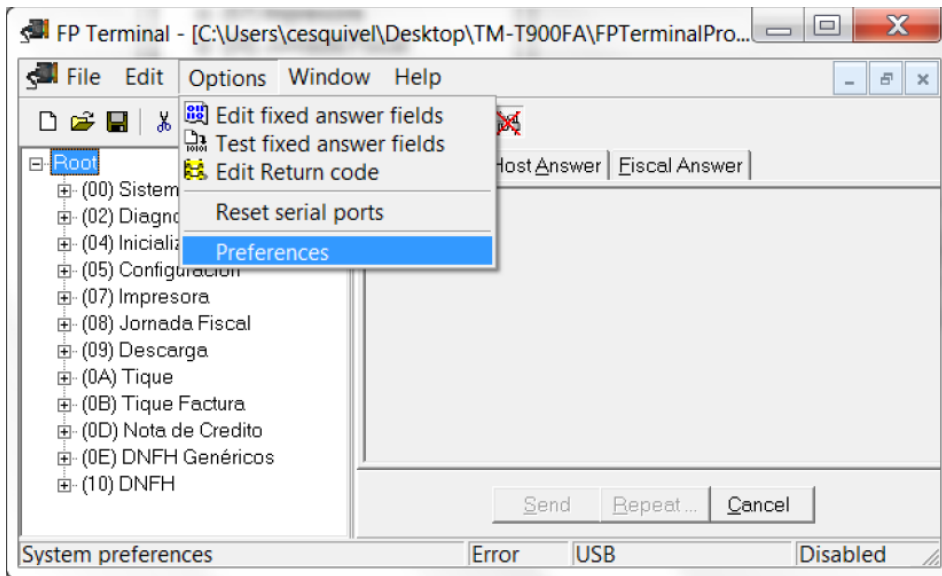 FP Terminal - [C:\Users\cesquivel\Desktop\TM-T900FA\FPTerminalPro...
File Edit Options Window Help
Edit fixed answer fields
Test fixed answer fields
Edit Return code
Reset serial ports
Preferences
Host Answer Fiscal Answer
Root
(00) Sistem
(02) Diagno
(04) Inicializ
(05) Configuración
(07) Impresora
(08) Jornada Fiscal
(09) Descarga
(0A) Tique
(0B) Tique Factura
(0D) Nota de Credito
(0E) DNFH Genéricos
(10) DNFH
Send Repeat ... Cancel
System preferences Error USB Disabled